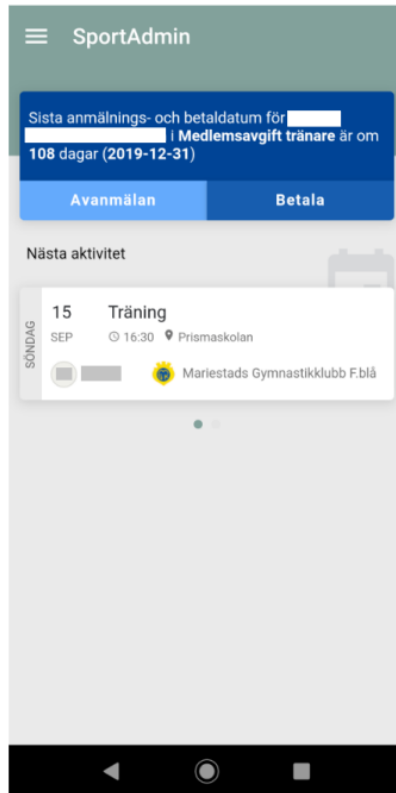 SportAdmin
Sista anmälnings- och betaldatum för
i Medlemsavgift tränare är om
108 dagar (2019-12-31)
Avanmälan
Betala
Nästa aktivitet
SÖNDAG
15 Träning
SEP 16:30 Prismaskolan
Mariestads Gymnastikklubb F.blå